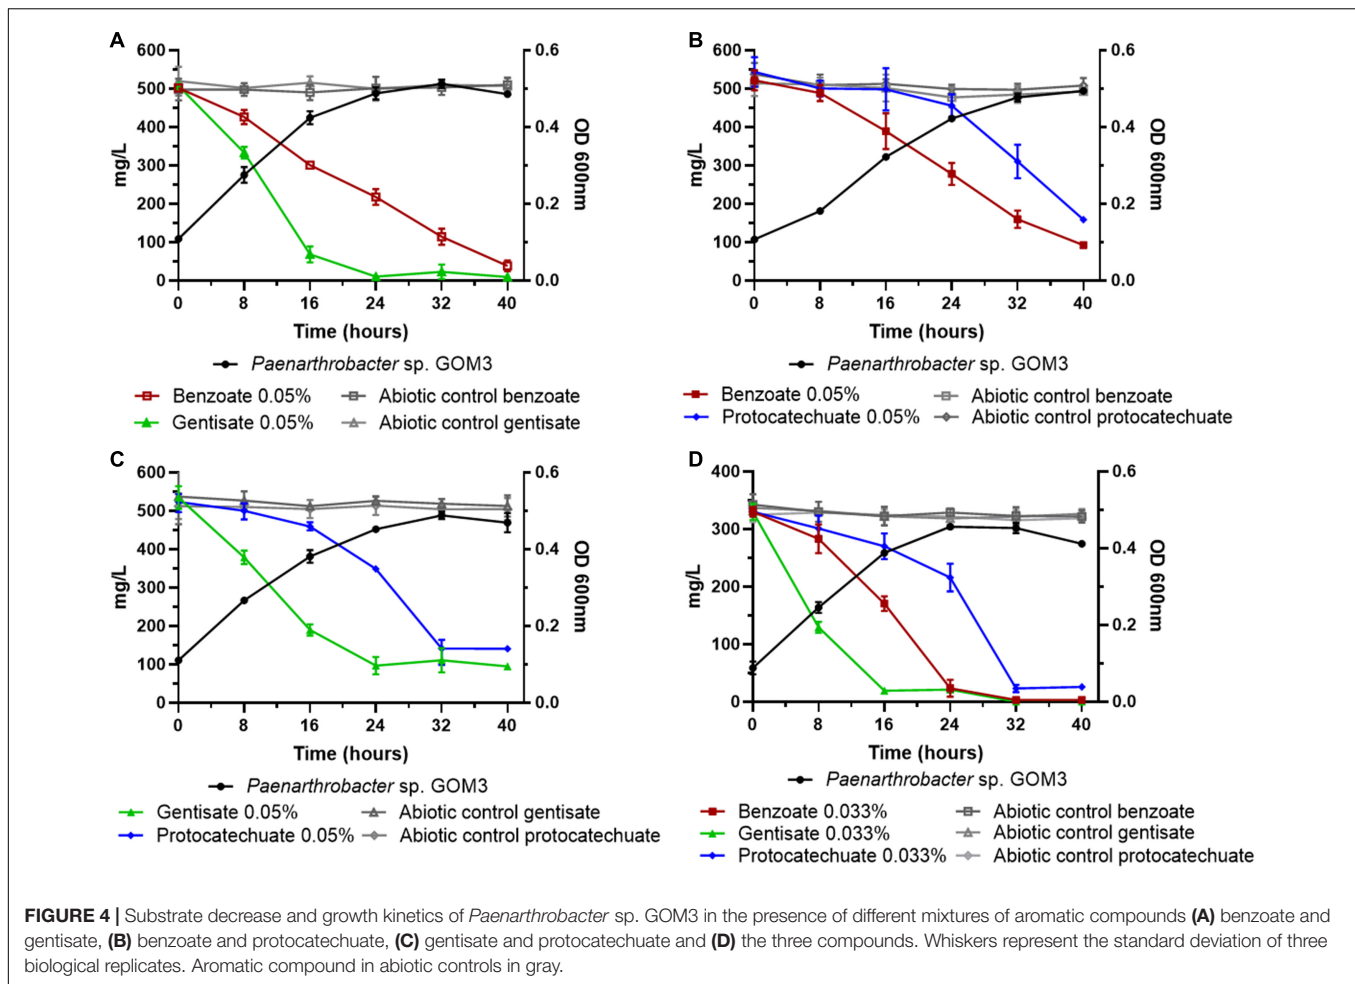 A
600
500
400
300
200
100
0
mg/L
0.6
0.4
0.2
0.0
OD 600nm
0 8 16 24 32 40
Time (hours)
Paenarthrobacter sp. GOM3
Benzoate 0.05% Abiotic control benzoate
Gentisate 0.05% Abiotic control gentisate
B
600
500
400
300
200
100
0
mg/L
0.6
0.4
0.2
0.0
OD 600nm
0 8 16 24 32 40
Time (hours)
Paenarthrobacter sp. GOM3
Benzoate 0.05% Abiotic control benzoate
Protocatechuate 0.05% Abiotic control protocatechuate
C
600
500
400
300
200
100
0
mg/L
0.6
0.4
0.2
0.0
OD 600nm
0 8 16 24 32 40
Time (hours)
Paenarthrobacter sp. GOM3
Gentisate 0.05% Abiotic control gentisate
Protocatechuate 0.05% Abiotic control protocatechuate
D
400
300
200
100
0
mg/L
0.6
0.4
0.2
0.0
OD 600nm
0 8 16 24 32 40
Time (hours)
Paenarthrobacter sp. GOM3
Benzoate 0.033% Abiotic control benzoate
Gentisate 0.033% Abiotic control gentisate
Protocatechuate 0.033% Abiotic control protocatechuate
FIGURE 4 | Substrate decrease and growth kinetics of Paenarthrobacter sp. GOM3 in the presence of different mixtures of aromatic compounds (A) benzoate and
gentisate, (B) benzoate and protocatechuate, (C) gentisate and protocatechuate and (D) the three compounds. Whiskers represent the standard deviation of three
biological replicates. Aromatic compound in abiotic controls in gray.